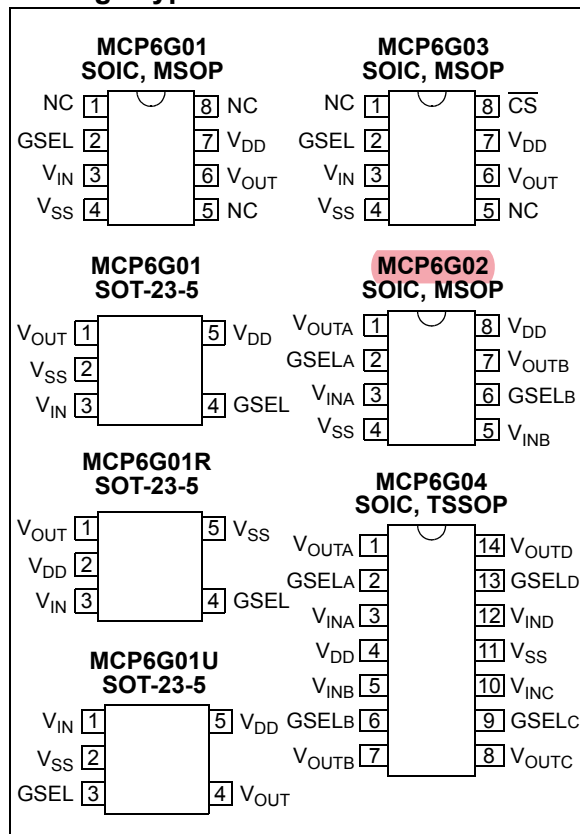 MCP6G01
SOIC, MSOP
NC 1 8 NC
GSEL 2 7 VDD
VIN 3 6 VOUT
VSS 4 5 NC
MCP6G03
SOIC, MSOP
NC 1 8 CS
GSEL 2 7 VDD
VIN 3 6 VOUT
VSS 4 5 NC
MCP6G01
SOT-23-5
VOUT 1 5 VDD
VSS 2
VIN 3 4 GSEL
MCP6G02
SOIC, MSOP
VOUTA 1 8 VDD
GSELA 2 7 VOUTB
VINA 3 6 GSELB
VSS 4 5 VINB
MCP6G01R
SOT-23-5
VOUT 1 5 VSS
VDD 2
VIN 3 4 GSEL
MCP6G04
SOIC, TSSOP
VOUTA 1 14 VOUTD
GSELA 2 13 GSELD
VINA 3 12 VIND
VDD 4 11 VSS
VINB 5 10 VINC
GSELB 6 9 GSELC
VOUTB 7 8 VOUTC
MCP6G01U
SOT-23-5
VIN 1 5 VDD
VSS 2
GSEL 3 4 VOUT